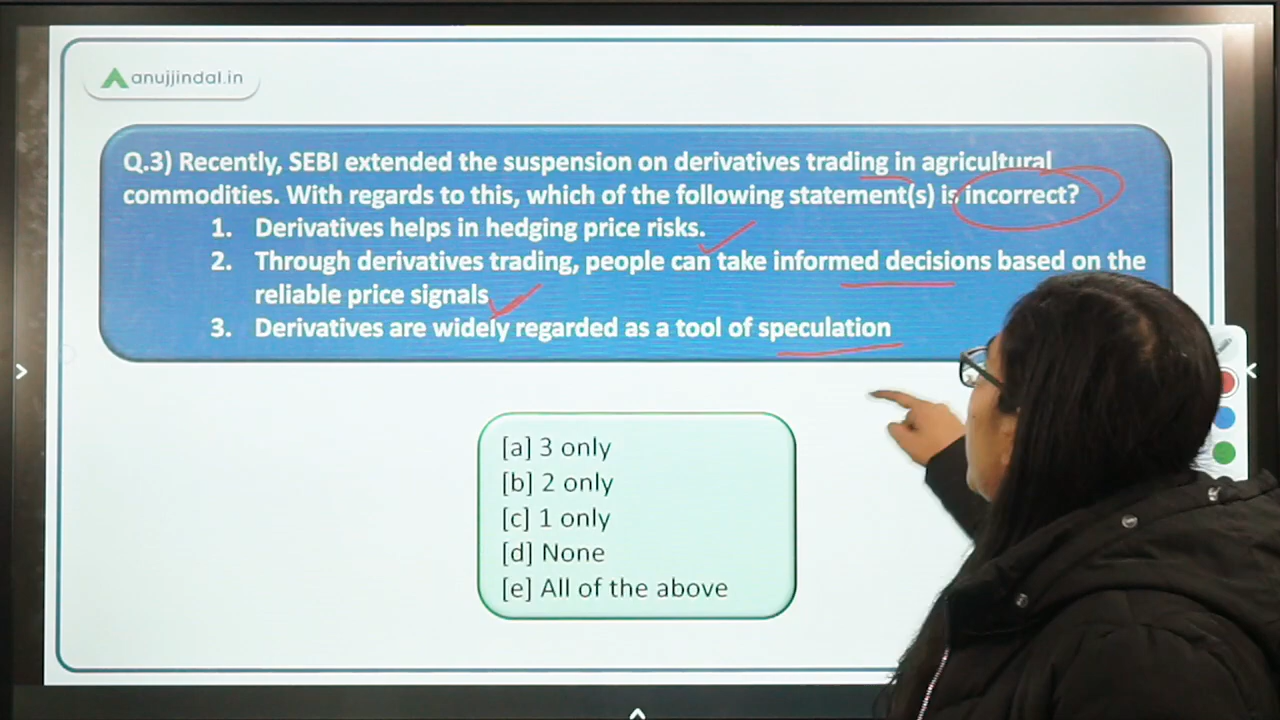 anujjindal.in
Q.3) Recently, SEBI extended the suspension on derivatives trading in agricultural
commodities. With regards to this, which of the following statement(s) is incorrect?
1. Derivatives helps in hedging price risks.
2. Through derivatives trading, people can take informed decisions based on the
reliable price signals
3. Derivatives are widely regarded as a tool of speculation
[a] 3 only
[b] 2 only
[c] 1 only
[d] None
[e] All of the above